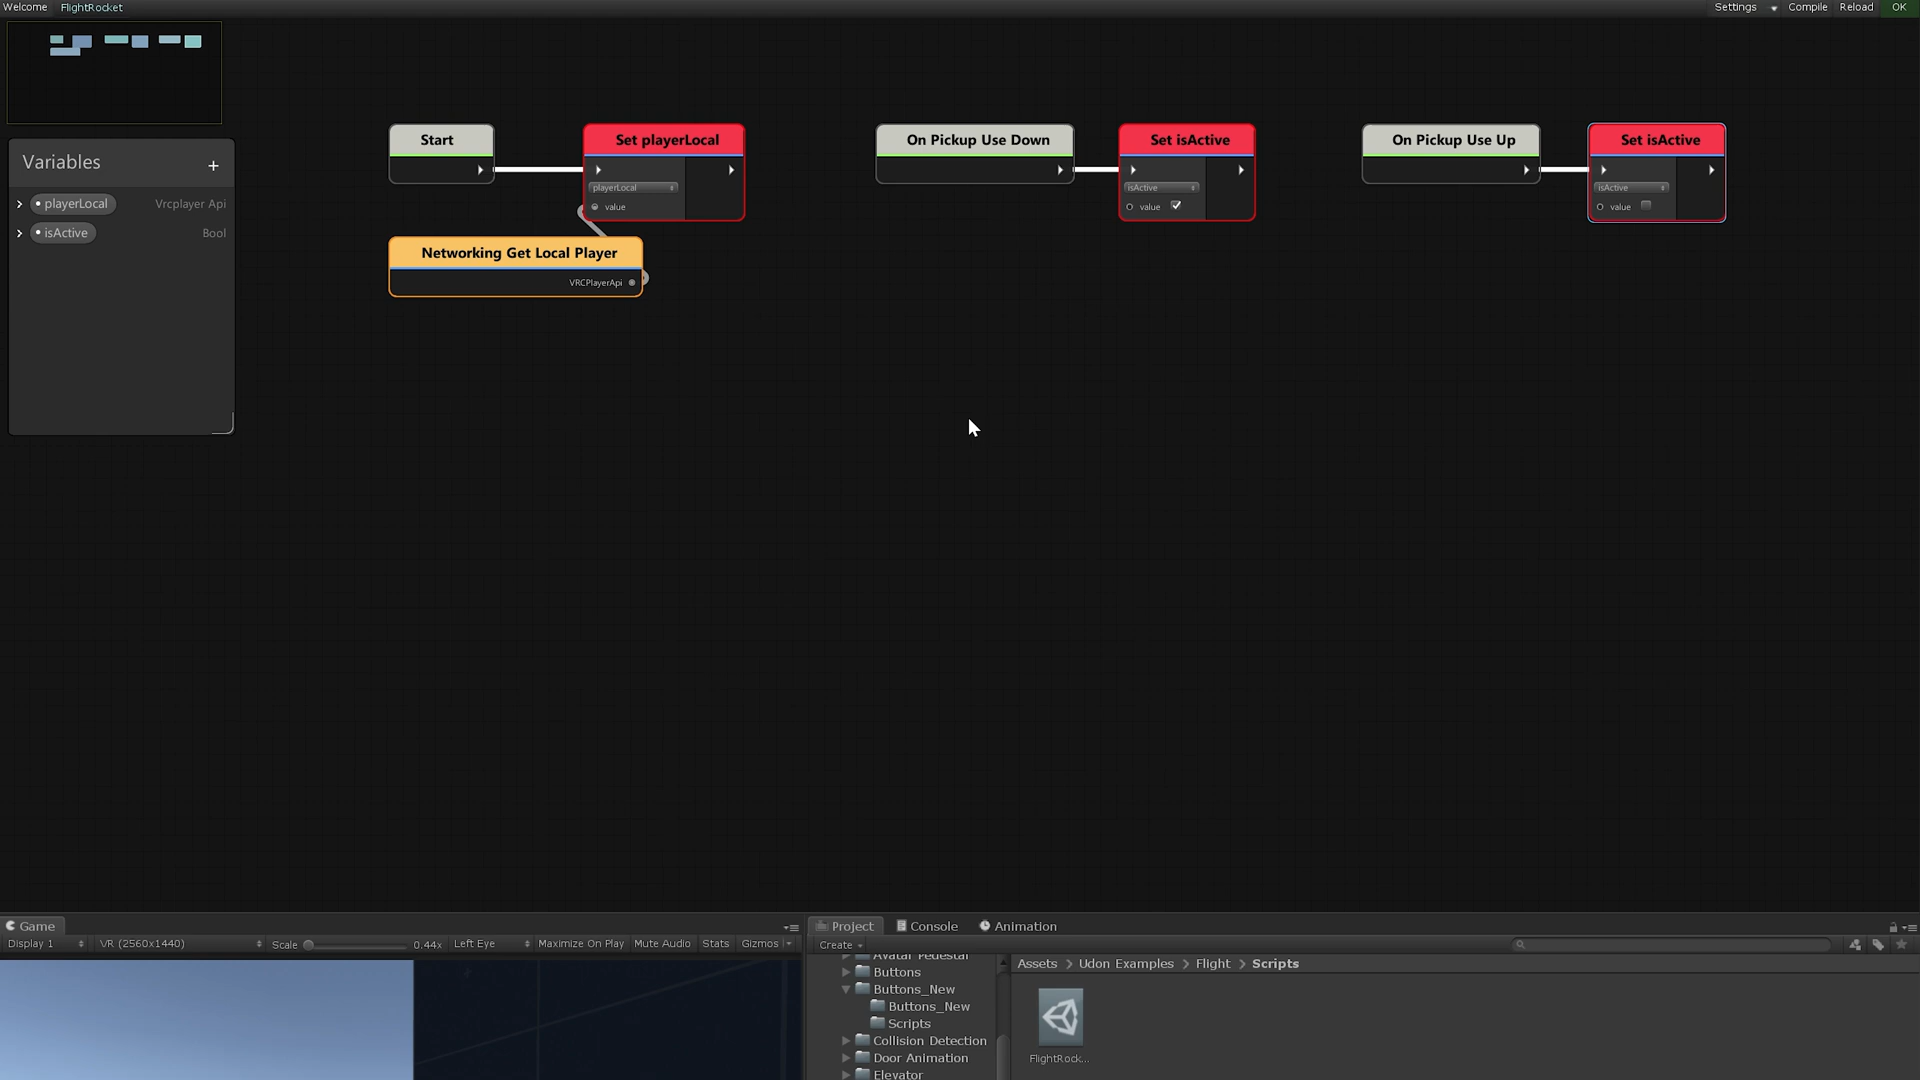 Welcome FlightRocket Settings Compile Reload OK
Variables +
playerLocal Vrcplayer Api
isActive Bool
Start
Set playerLocal
playerLocal
value
Networking Get Local Player
VRCPlayerApi
On Pickup Use Down
Set isActive
isActive
value
On Pickup Use Up
Set isActive
isActive
value
Game
Display 1 VR (2560x1440) Scale 0.44x Left Eye Maximize On Play Mute Audio Stats Gizmos
Project Console Animation
Create
Avatar Pedestal
Buttons
Buttons_New
Buttons_New
Scripts
Collision Detection
Door Animation
Elevator
Assets > Udon Examples > Flight > Scripts
FlightRock...